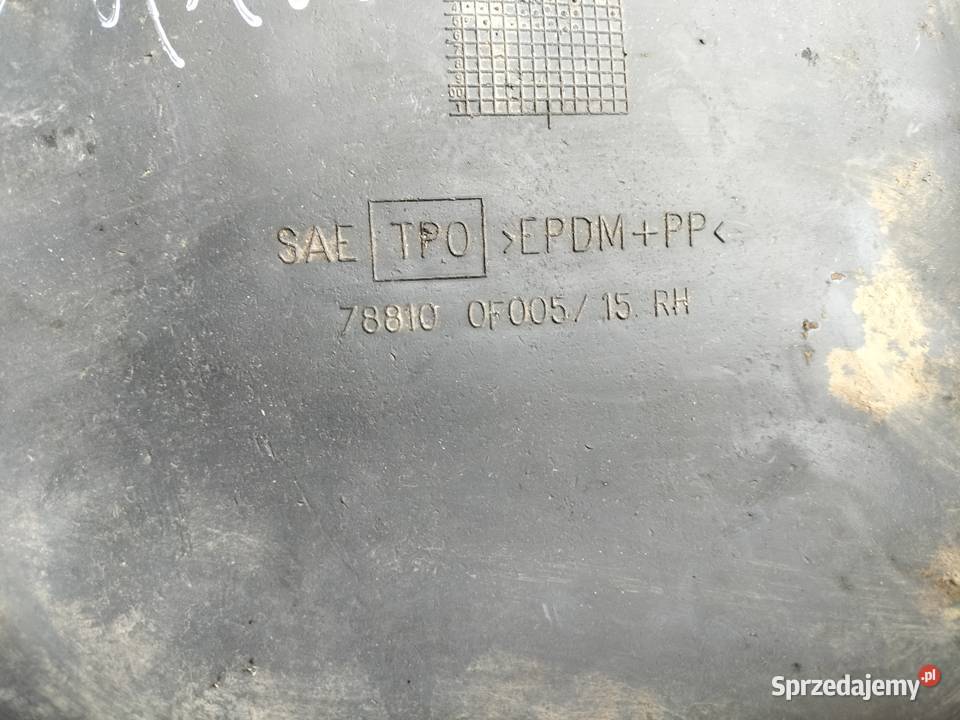 SAE TPO >EPDM+PP<
78810 0F005/15 RH
Sprzedajemy.pl